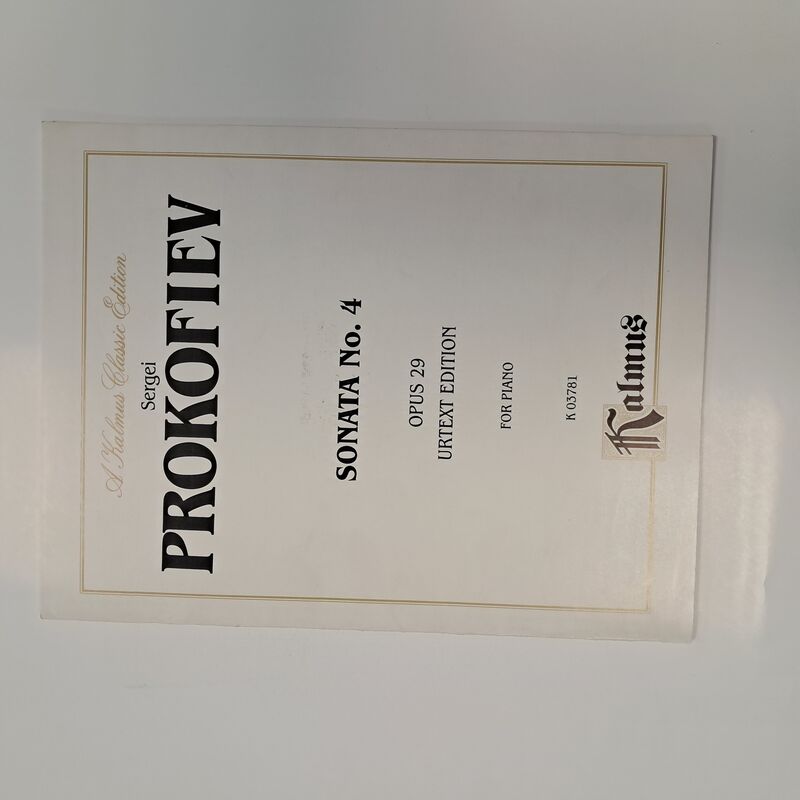 A Kalmus Classic Edition
Sergei
PROKOFIEV
SONATA No. 4
OPUS 29
URTEXT EDITION
FOR PIANO
K 03781
Kalmus